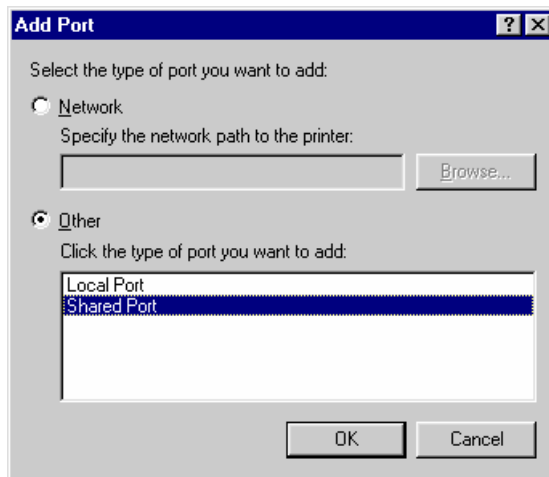 Add Port
Select the type of port you want to add:
Network
Specify the network path to the printer:
Browse...
Other
Click the type of port you want to add:
Local Port
Shared Port
OK
Cancel